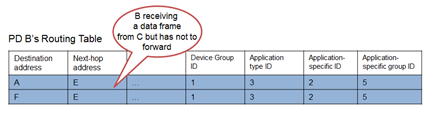 B receiving
a data frame
from C but has not to
forward
PD B's Routing Table
Destination address Next-hop address ... Device Group ID Application type ID Application-specific ID Application-specific group ID
A E ... 1 3 2 5
F E 1 3 2 5